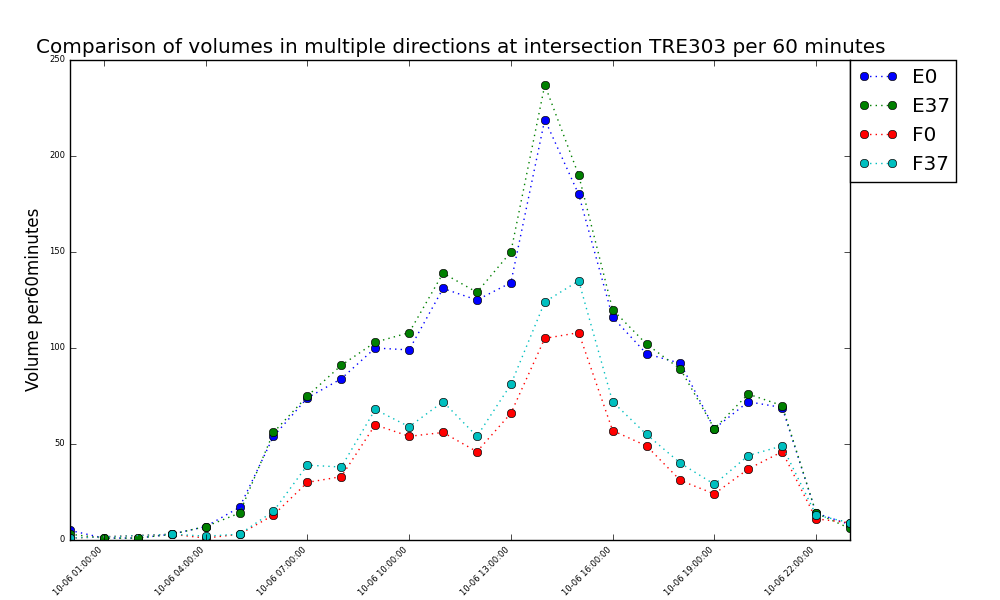 Comparison of volumes in multiple directions at intersection TRE303 per 60 minutes
250
200
150
100
50
0
Volume per60minutes
E0
E37
F0
F37
10-06 01:00:00
10-06 04:00:00
10-06 07:00:00
10-06 10:00:00
10-06 13:00:00
10-06 16:00:00
10-06 19:00:00
10-06 22:00:00